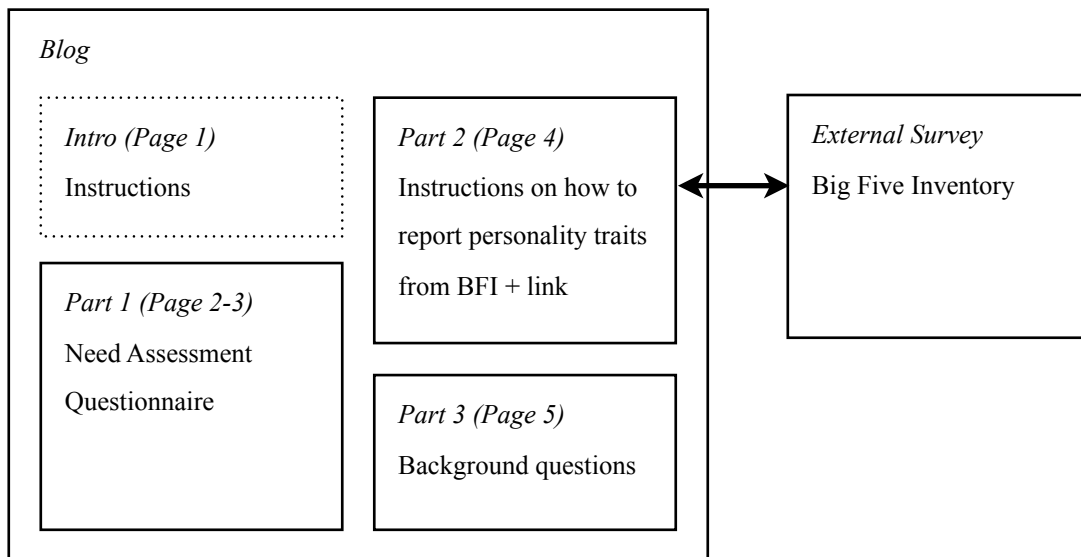 Blog
Intro (Page 1)
Instructions
Part 1 (Page 2-3)
Need Assessment
Questionnaire
Part 2 (Page 4)
Instructions on how to
report personality traits
from BFI + link
Part 3 (Page 5)
Background questions
External Survey
Big Five Inventory